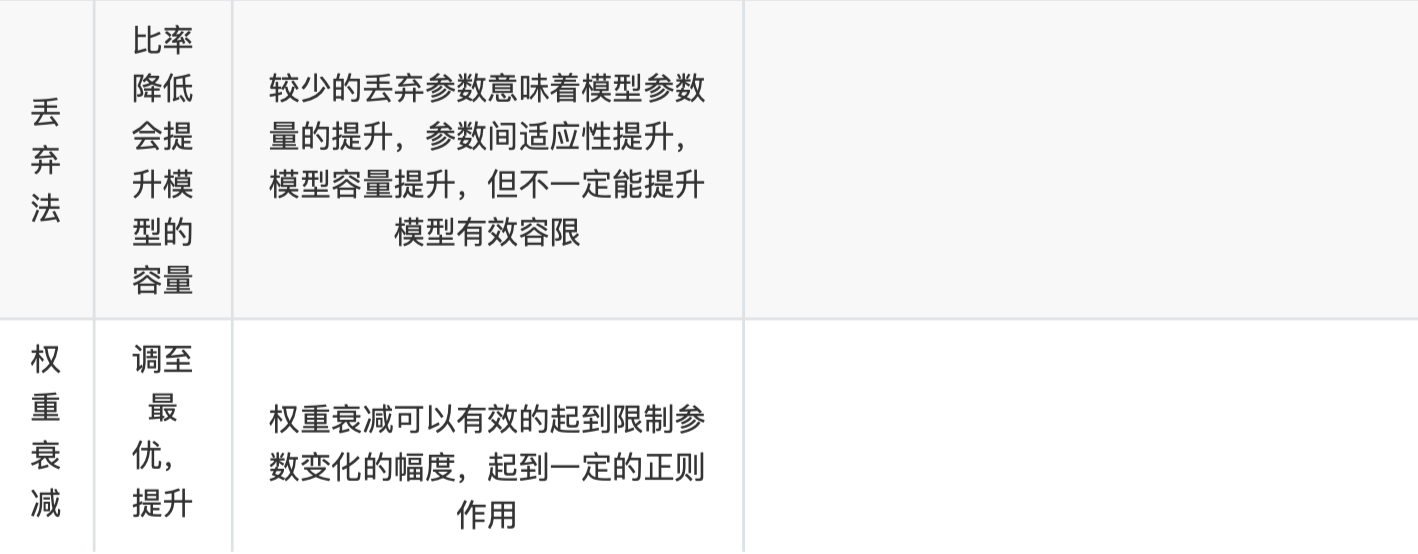 丢
弃
法
比率
降低
会提
升模
型的
容量
较少的丢弃参数意味着模型参数
量的提升，参数间适应性提升，
模型容量提升，但不一定能提升
模型有效容限
权
重
衰
减
调至
最
优，
提升
权重衰减可以有效的起到限制参
数变化的幅度，起到一定的正则
作用